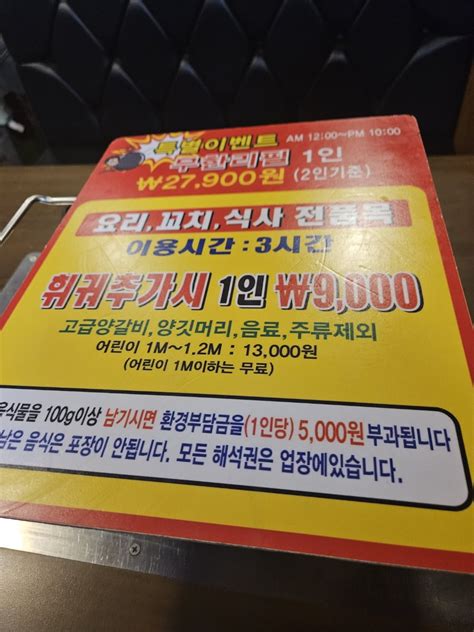 특별이벤트 AM 12:00~PM 10:00
무한리필 1인
₩27,900원 (2인기준)
요리,꼬치,식사 전품목
이용시간 : 3시간
훠궈추가시 1인 ₩9,000
고급양갈비,양깃머리,음료,주류제외
어린이 1M~1.2M : 13,000원
(어린이 1M이하는 무료)
음식물을 100g이상 남기시면 환경부담금을(1인당) 5,000원 부과됩니다
남은 음식은 포장이 안됩니다. 모든 해석권은 업장에있습니다.